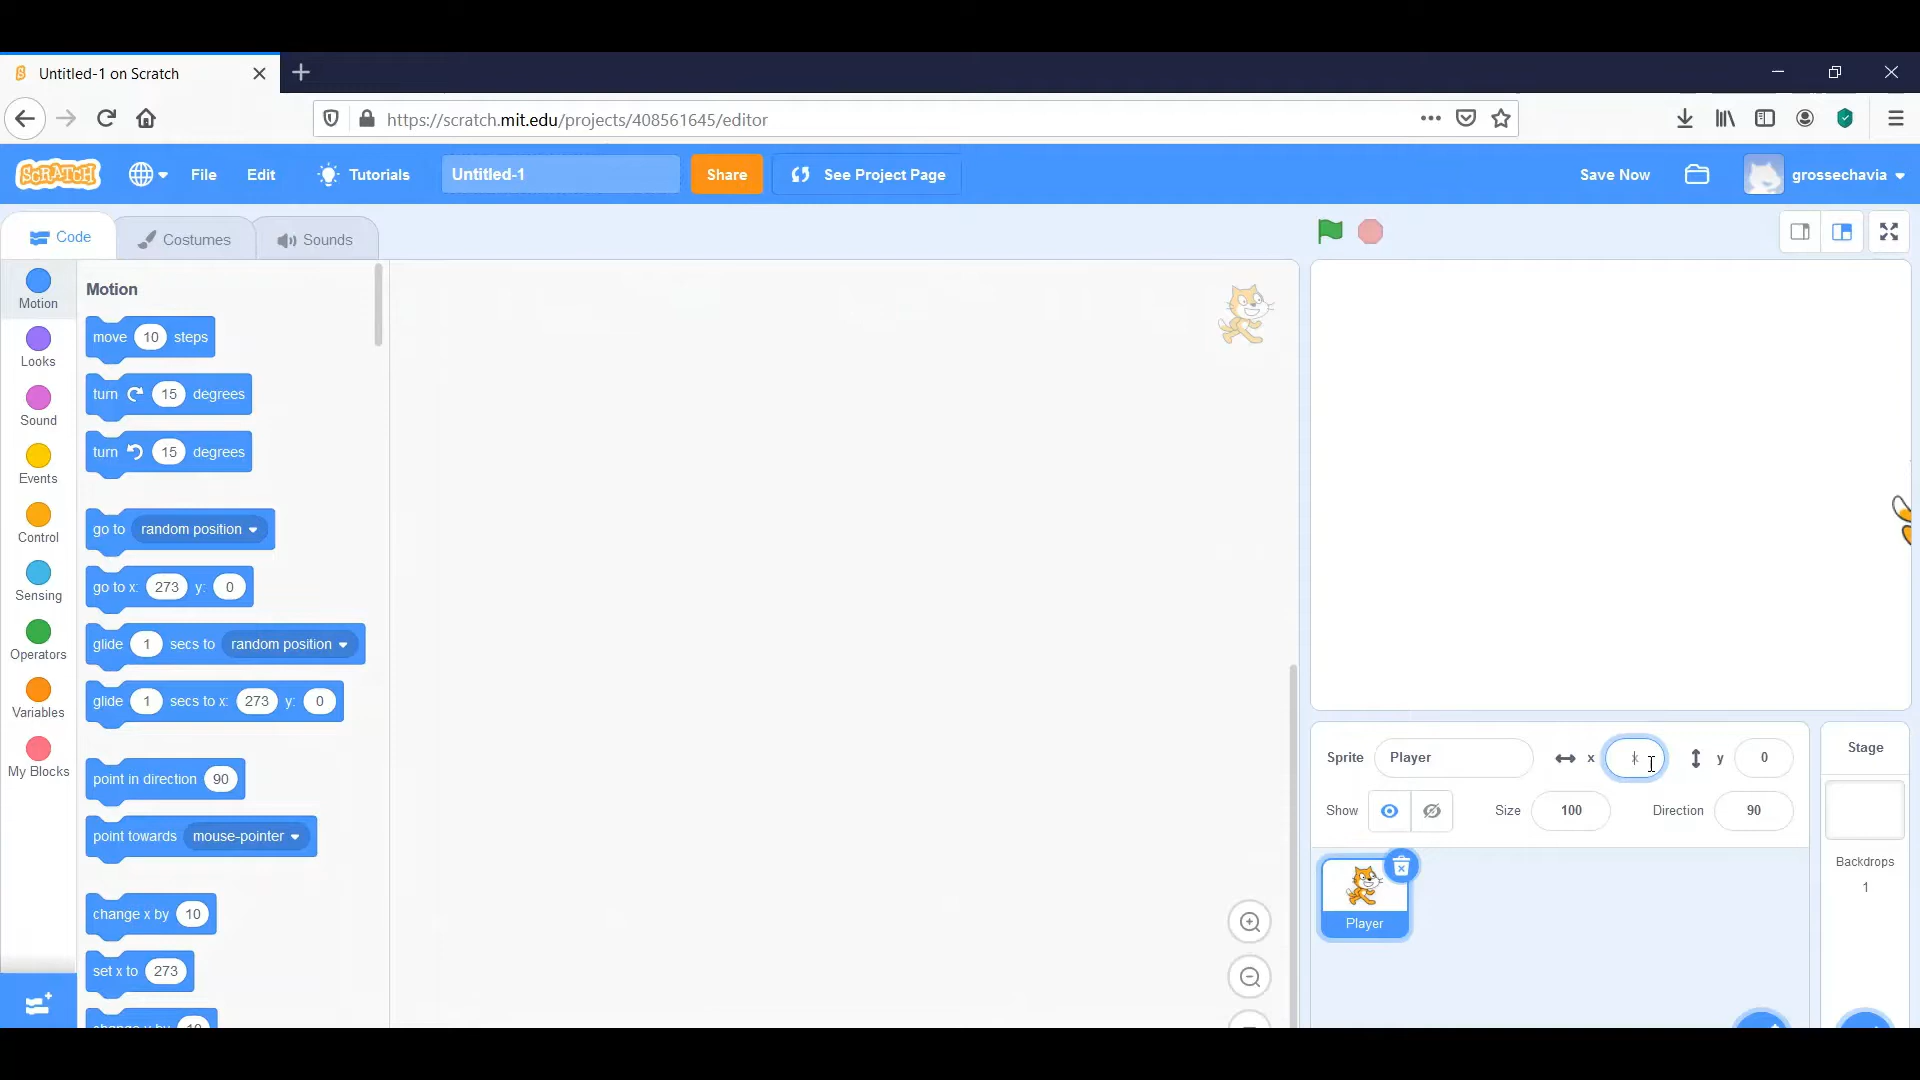 Untitled-1 on Scratch
https://scratch.mit.edu/projects/408561645/editor
SCRATCH File Edit Tutorials Untitled-1 Share See Project Page Save Now grossechavia
Code Costumes Sounds
Motion
Looks
Sound
Events
Control
Sensing
Operators
Variables
My Blocks
Motion
move 10 steps
turn 15 degrees
turn 15 degrees
go to random position
go to x: 273 y: 0
glide 1 secs to random position
glide 1 secs to x: 273 y: 0
point in direction 90
point towards mouse-pointer
change x by 10
set x to 273
change y by 10
Sprite Player x x y 0
Show Size 100 Direction 90
Player
Stage
Backdrops
1